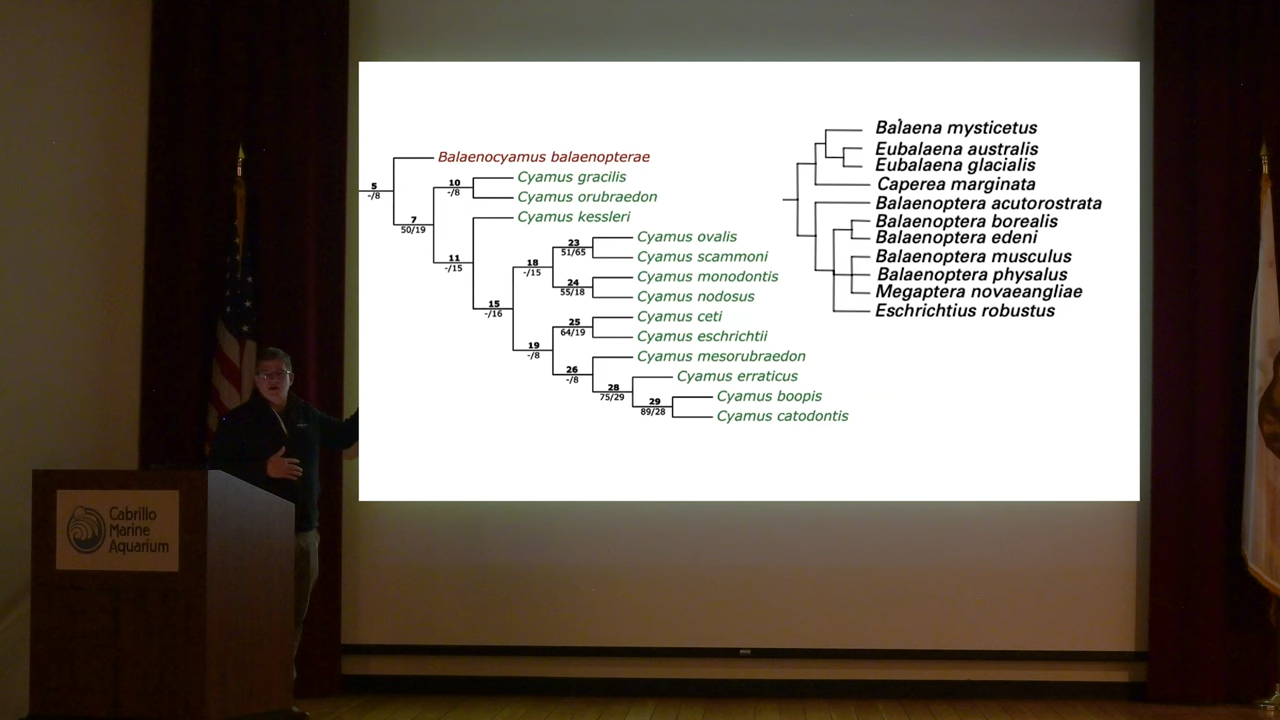 Balaenocyamus balaenopterae
5
-/8
10
-/8
Cyamus gracilis
Cyamus orubraedon
7
50/19
Cyamus kessleri
11
-/15
Cyamus ovalis
23
51/65
Cyamus scammoni
18
-/15
Cyamus monodontis
24
55/18
Cyamus nodosus
15
-/16
Cyamus ceti
25
64/19
Cyamus eschrichtii
19
-/8
Cyamus mesorubraedon
26
-/8
Cyamus erraticus
28
75/29
Cyamus boopis
29
89/28
Cyamus catodontis
Balaena mysticetus
Eubalaena australis
Eubalaena glacialis
Caperea marginata
Balaenoptera acutorostrata
Balaenoptera borealis
Balaenoptera edeni
Balaenoptera musculus
Balaenoptera physalus
Megaptera novaeangliae
Eschrichtius robustus
Cabrillo
Marine
Aquarium